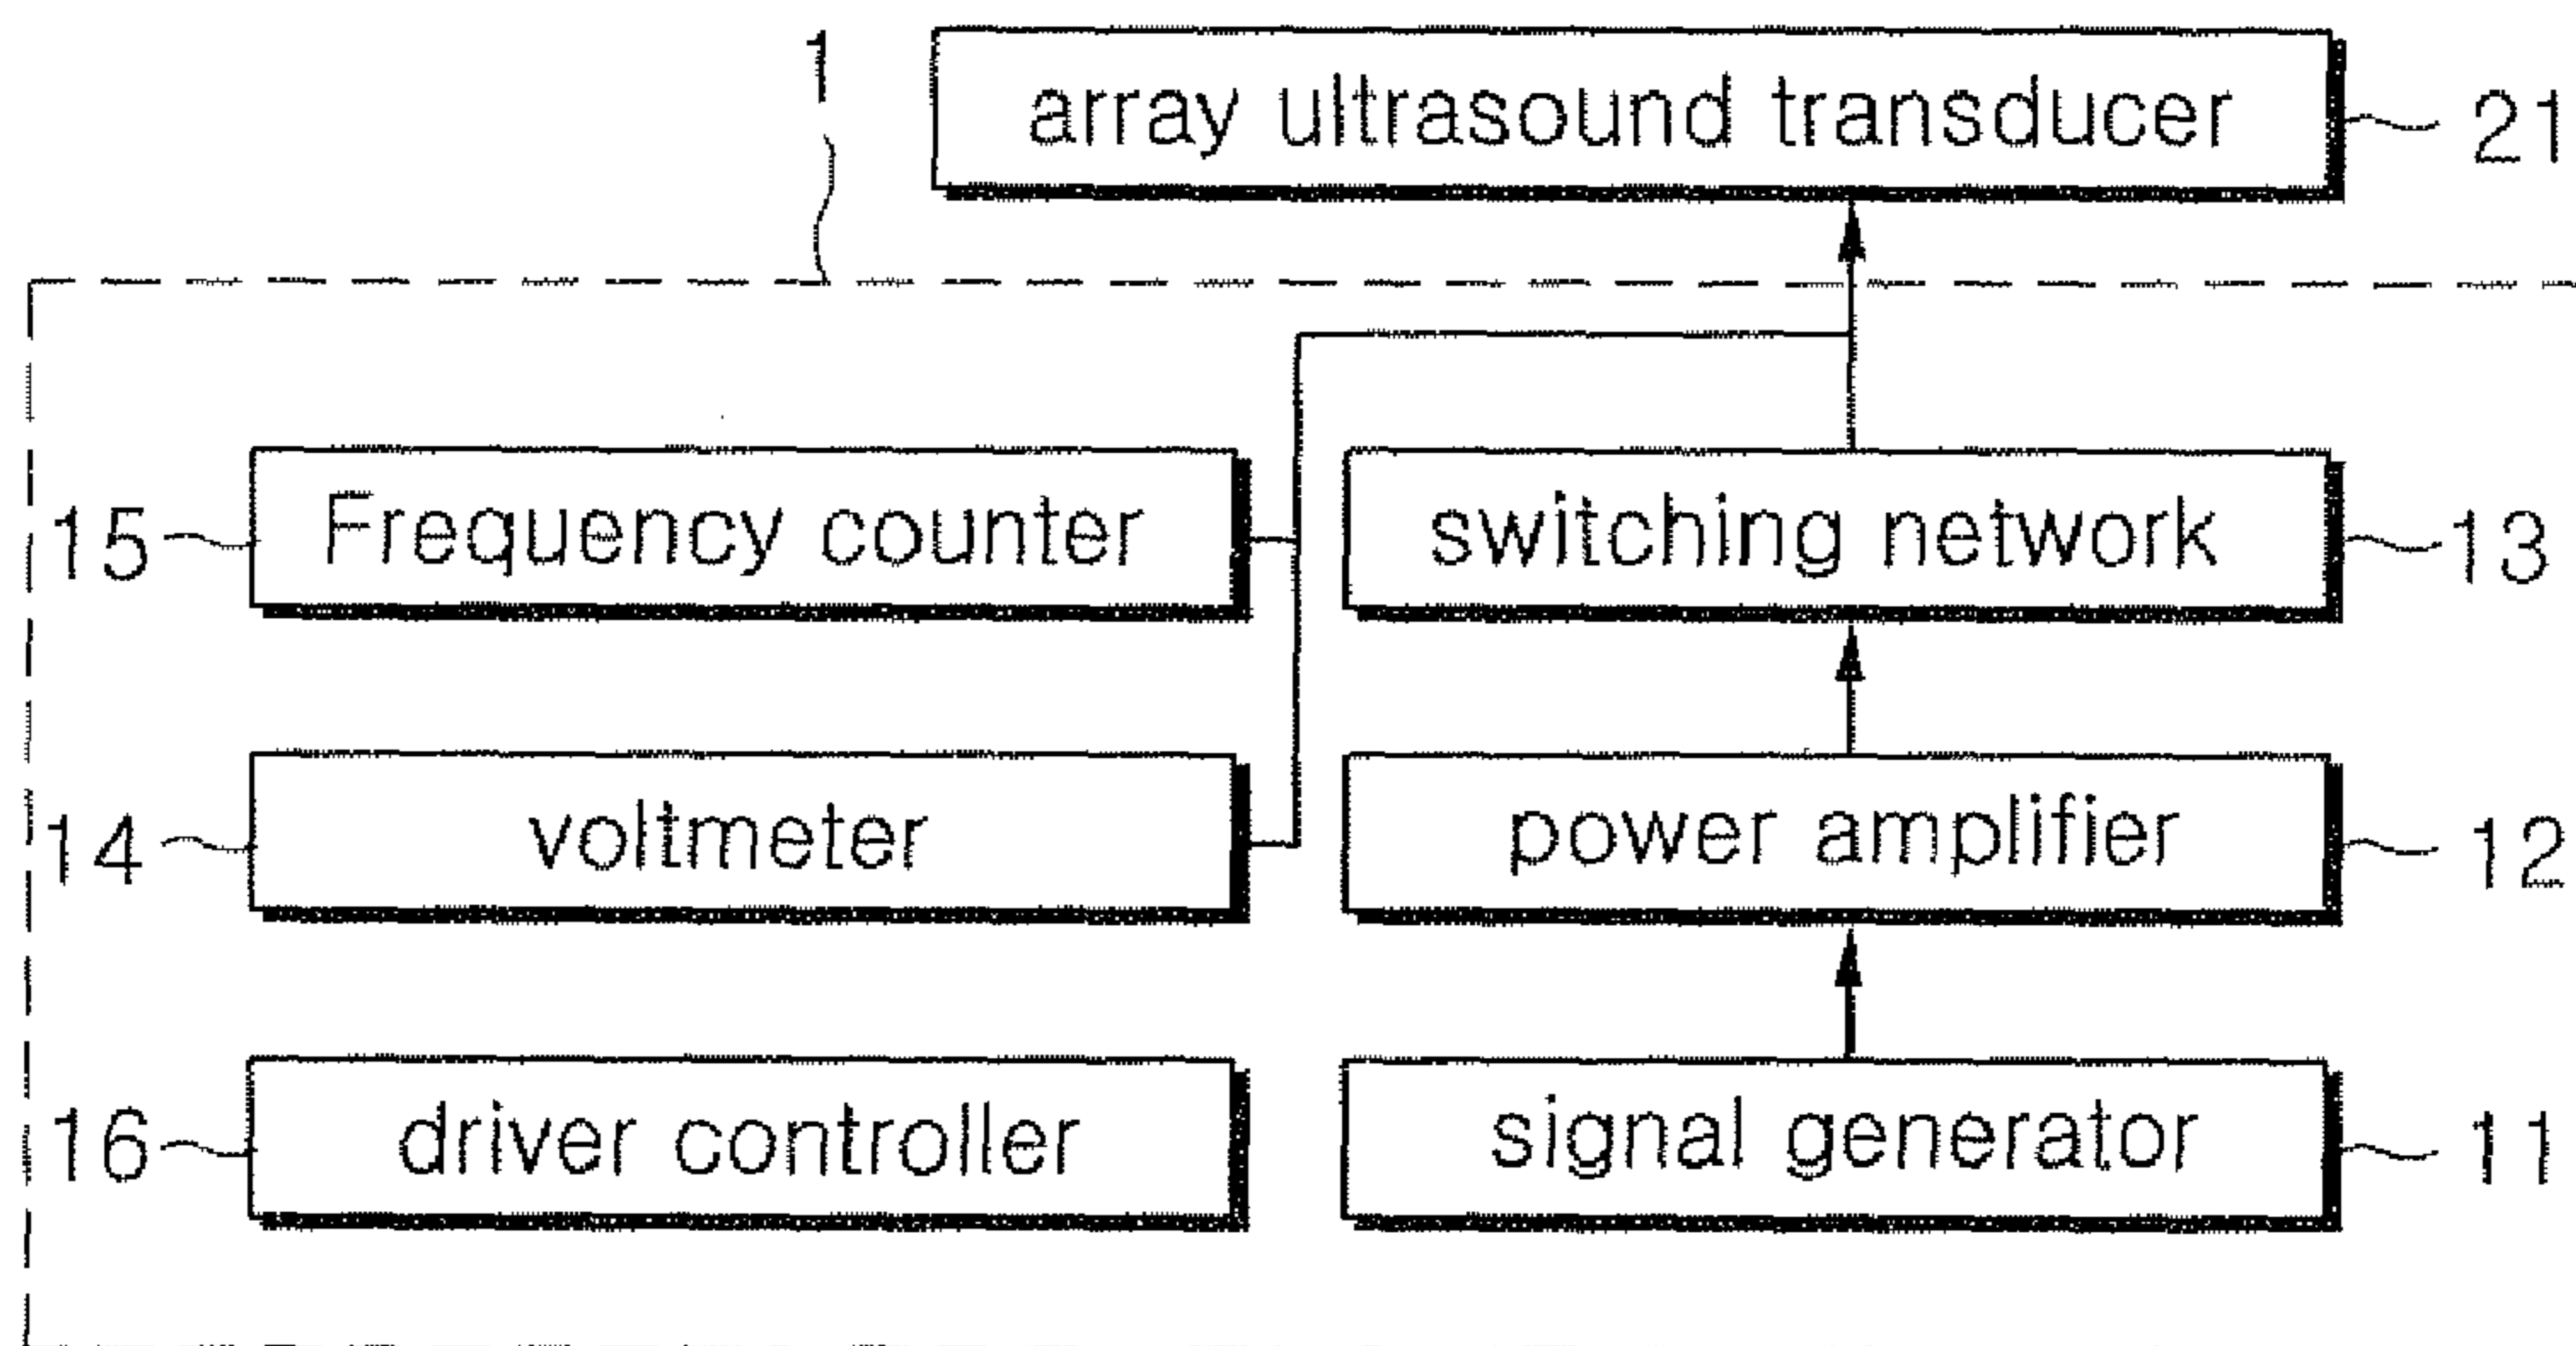 1
array ultrasound transducer 21
15 Frequency counter switching network 13
14 voltmeter power amplifier 12
16 driver controller signal generator 11